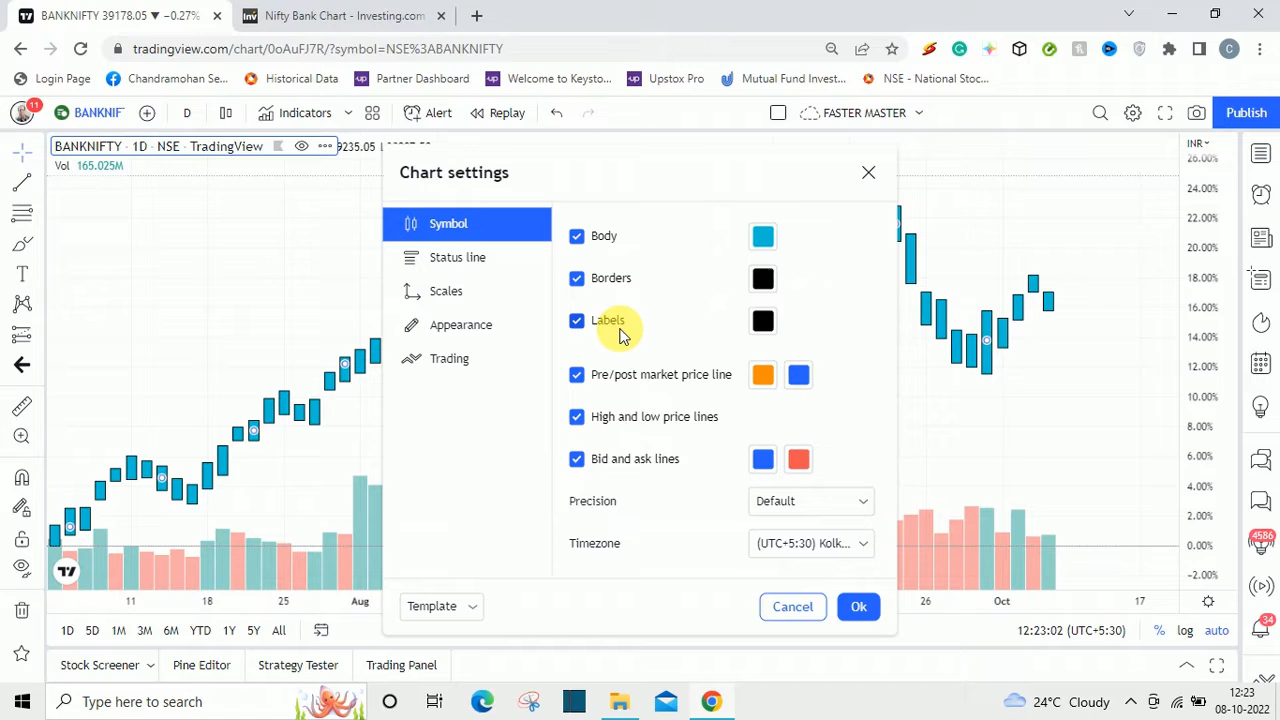 BANKNIFTY 39178.05 ▼ −0.27%
Nifty Bank Chart - Investing.com
tradingview.com/chart/0oAuFJ7R/?symbol=NSE%3ABANKNIFTY
C
Login Page
Chandramohan Se...
Historical Data
Partner Dashboard
Welcome to Keysto...
Upstox Pro
Mutual Fund Invest...
NSE - National Stoc...
11
BANKNIF
D
Indicators
Alert
Replay
FASTER MASTER
Publish
BANKNIFTY · 1D · NSE · TradingView
Vol 165.025M
INR
Chart settings
Symbol
Status line
Scales
Appearance
Trading
Body
Borders
Labels
Pre/post market price line
High and low price lines
Bid and ask lines
Precision
Default
Timezone
(UTC+5:30) Kolk...
Template
Cancel
Ok
26.00%
24.00%
22.00%
20.00%
18.00%
16.00%
14.00%
12.00%
10.00%
8.00%
6.00%
4.00%
2.00%
0.00%
−2.00%
4586
34
11
18
25
Aug
26
Oct
17
1D 5D 1M 3M 6M YTD 1Y 5Y All
12:23:02 (UTC+5:30)
% log auto
Stock Screener
Pine Editor
Strategy Tester
Trading Panel
Type here to search
24°C Cloudy
12:23
08-10-2022